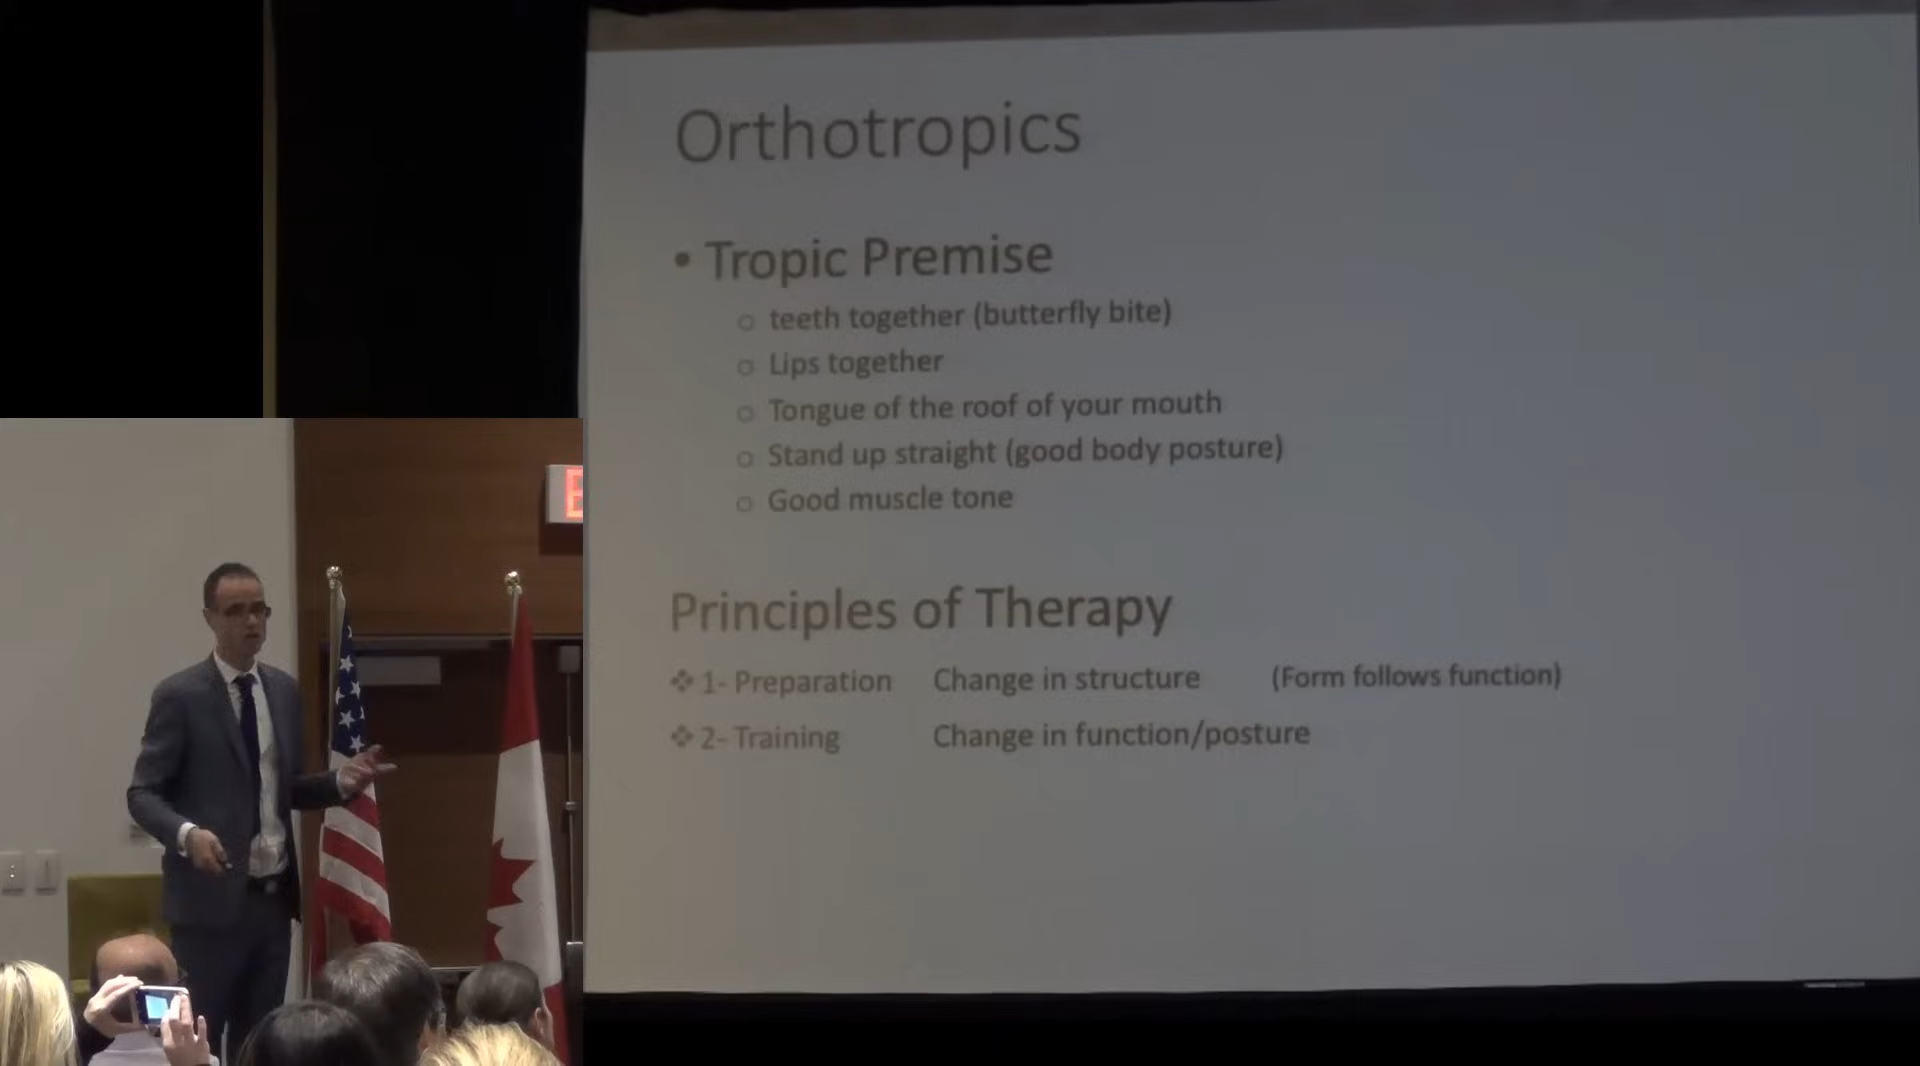 Orthotropics
• Tropic Premise
o teeth together (butterfly bite)
o Lips together
o Tongue of the roof of your mouth
o Stand up straight (good body posture)
o Good muscle tone
Principles of Therapy
❖ 1- Preparation Change in structure (Form follows function)
❖ 2- Training Change in function/posture
E